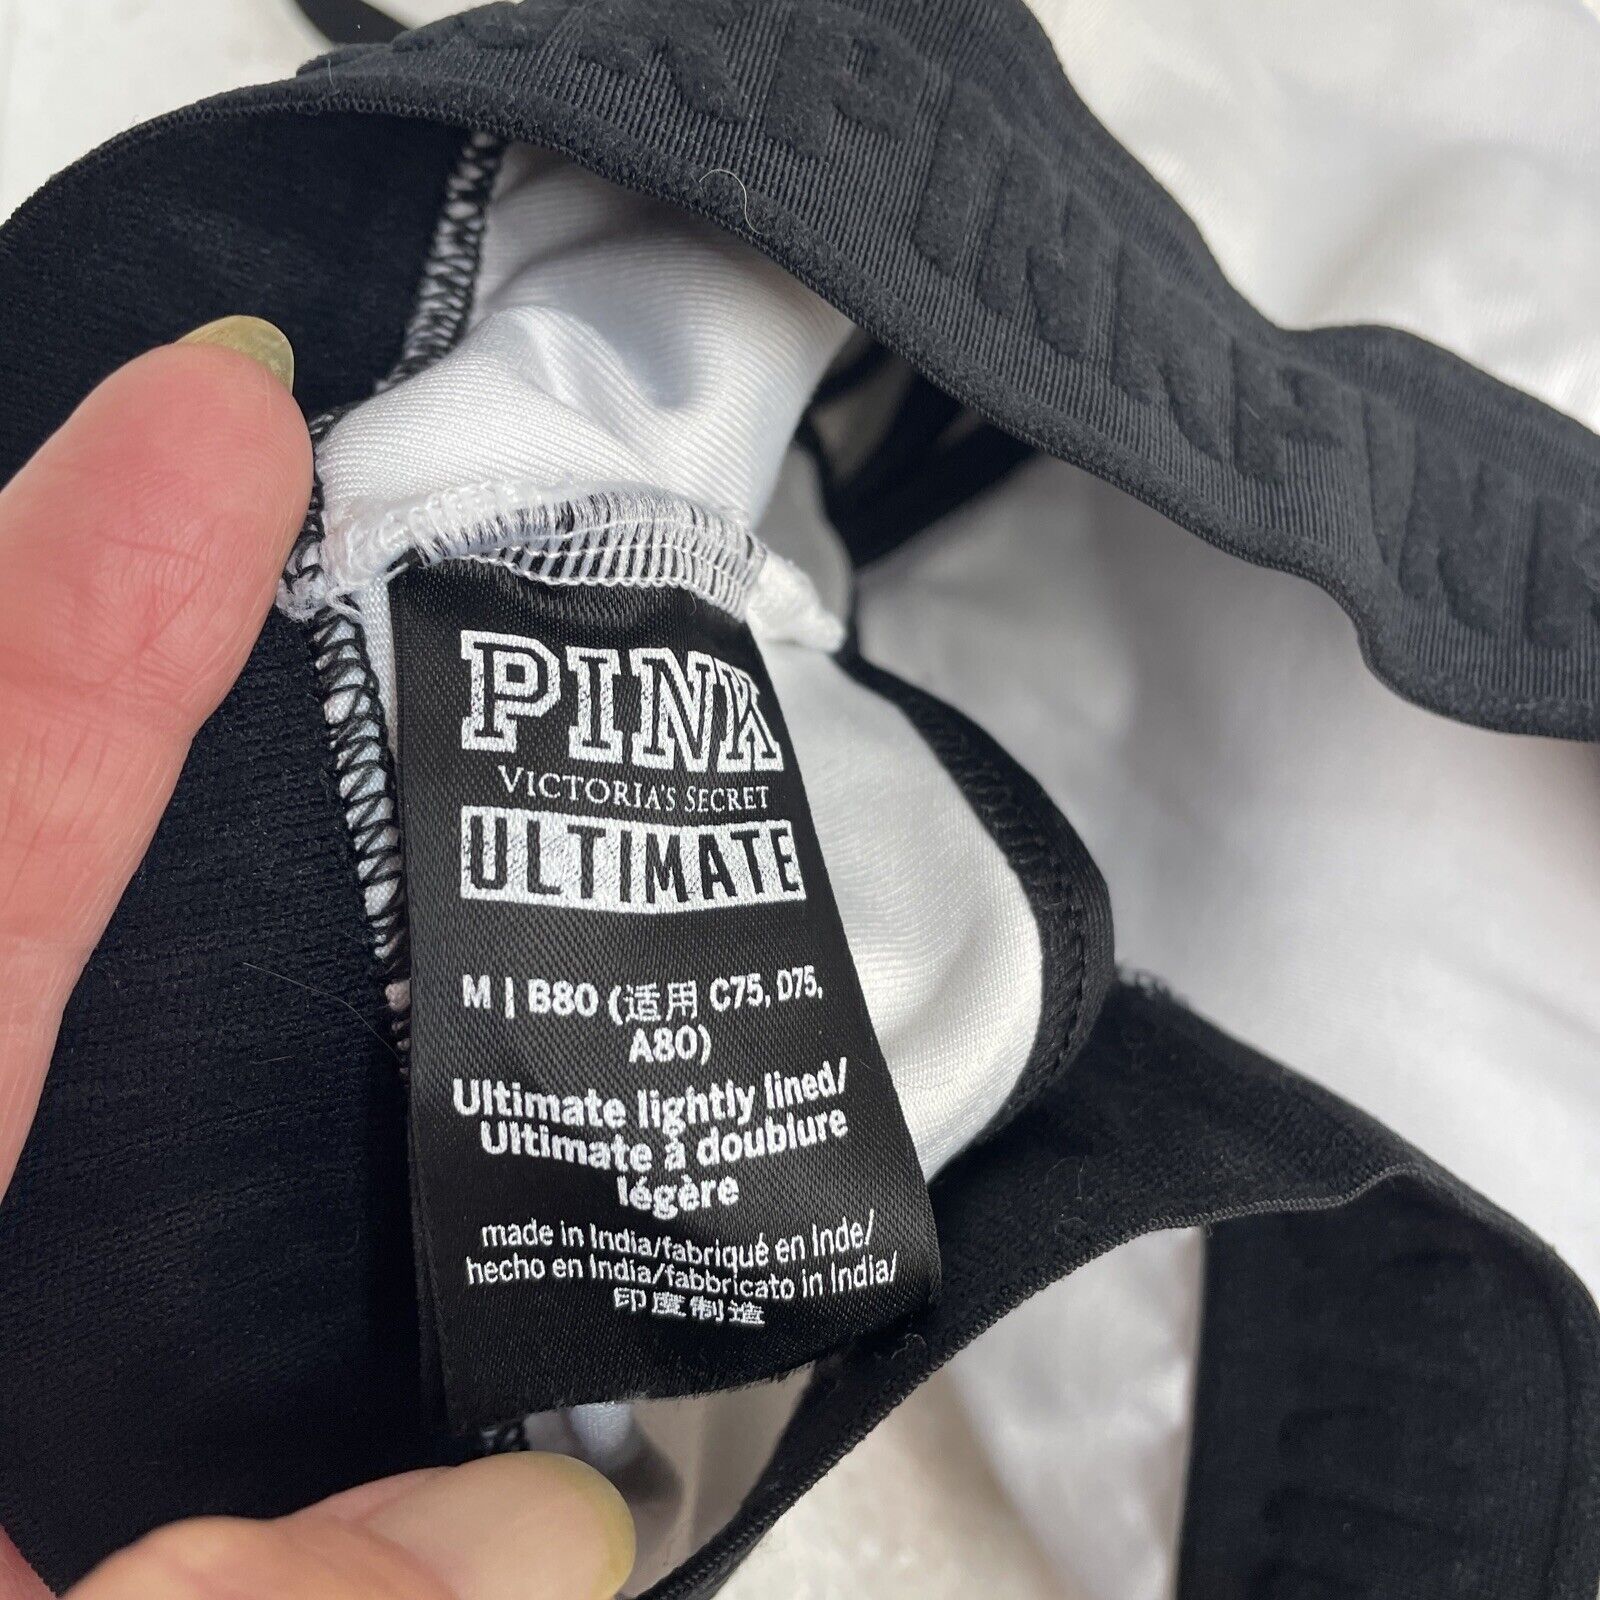 PINK
VICTORIA'S SECRET
ULTIMATE
M | B80 (适用 C75, D75,
A80)
Ultimate lightly lined/
Ultimate à doublure
légère
made in India/fabriqué en Inde/
hecho en India/fabbricato in India/
印度制造